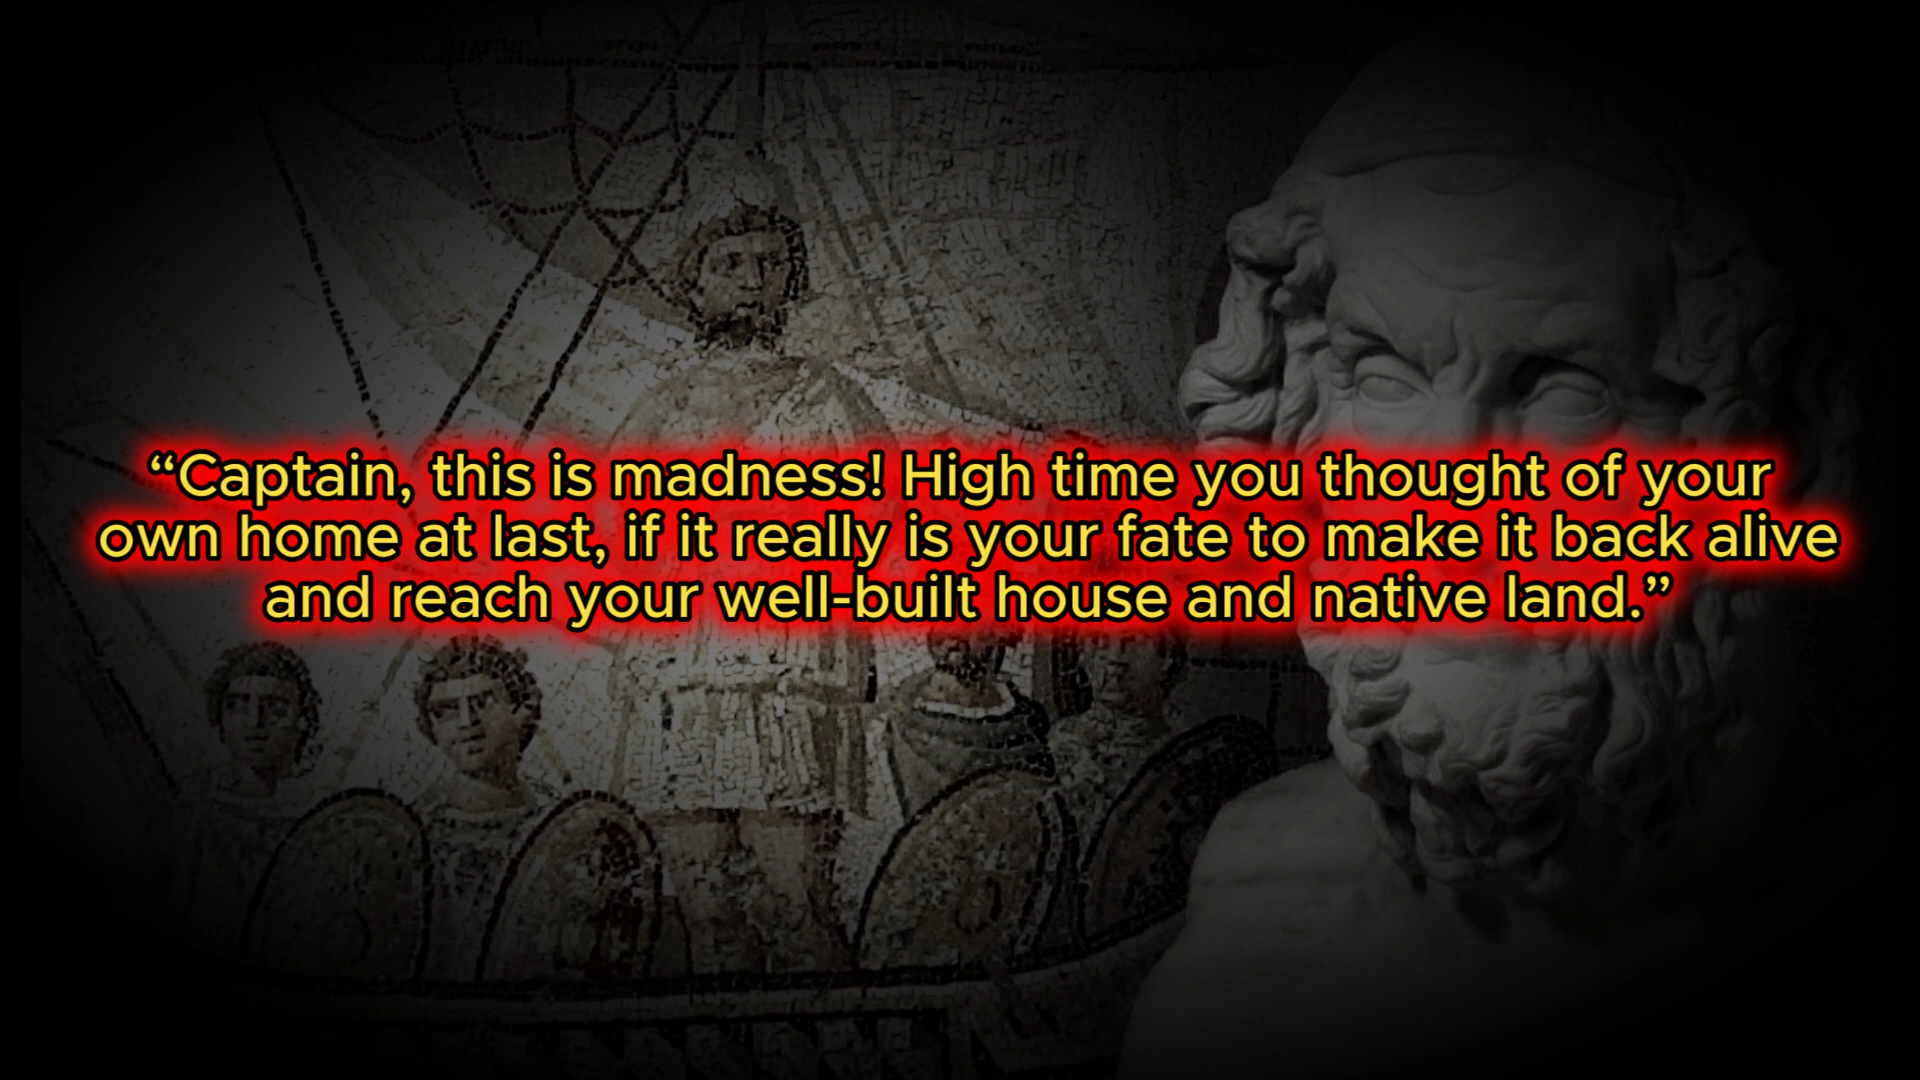 “Captain, this is madness! High time you thought of your
own home at last, if it really is your fate to make it back alive
and reach your well-built house and native land.”